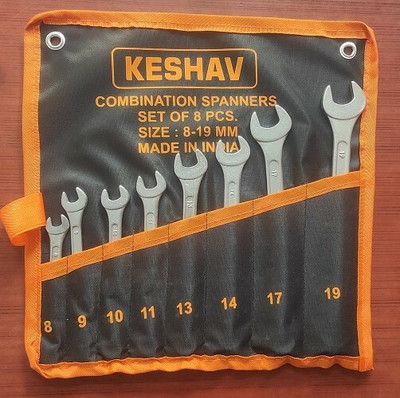 KESHAV
COMBINATION SPANNERS
SET OF 8 PCS.
SIZE : 8-19 MM
MADE IN INDIA
8 9 10 11 13 14 17 19